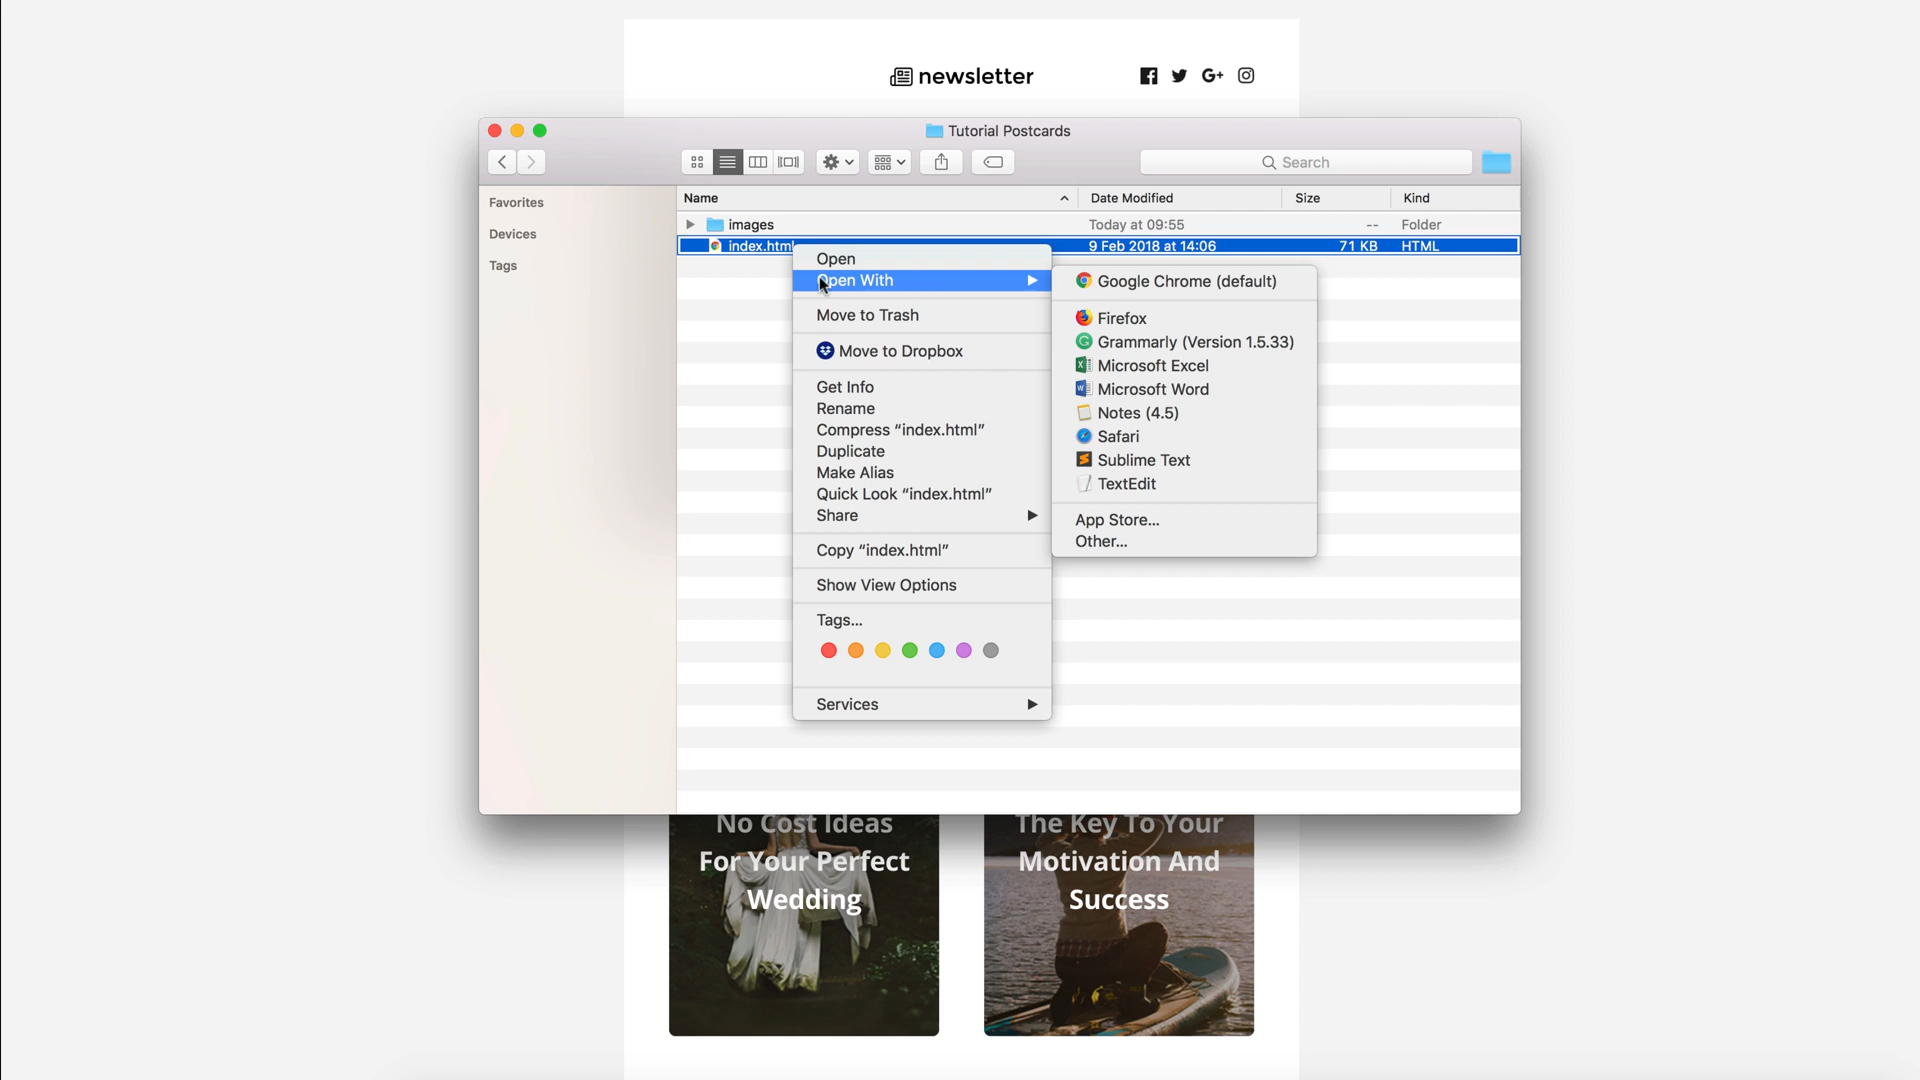 newsletter
G+
Tutorial Postcards
Search
Favorites
Devices
Tags
Name
Date Modified
Size
Kind
images
Today at 09:55
--
Folder
index.html
9 Feb 2018 at 14:06
71 KB
HTML
Open
Open With
Move to Trash
Move to Dropbox
Get Info
Rename
Compress “index.html”
Duplicate
Make Alias
Quick Look “index.html”
Share
Copy “index.html”
Show View Options
Tags...
Services
Google Chrome (default)
Firefox
Grammarly (Version 1.5.33)
Microsoft Excel
Microsoft Word
Notes (4.5)
Safari
Sublime Text
TextEdit
App Store...
Other...
No Cost Ideas
For Your Perfect
Wedding
The Key To Your
Motivation And
Success